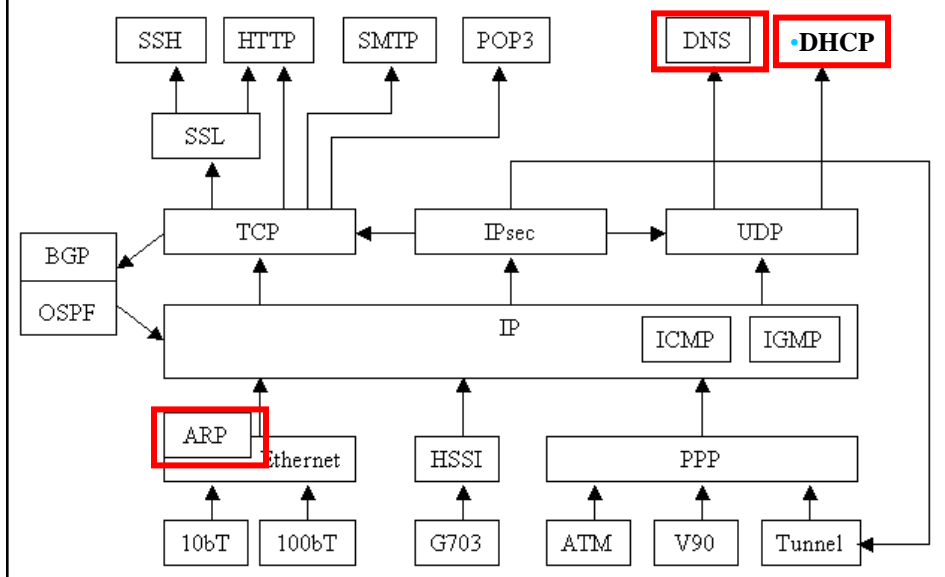 SSH
HTTP
SMTP
POP3
DNS
•DHCP
SSL
TCP
IPsec
UDP
BGP
OSPF
IP
ICMP
IGMP
ARP
Ethernet
HSSI
PPP
10bT
100bT
G703
ATM
V90
Tunnel